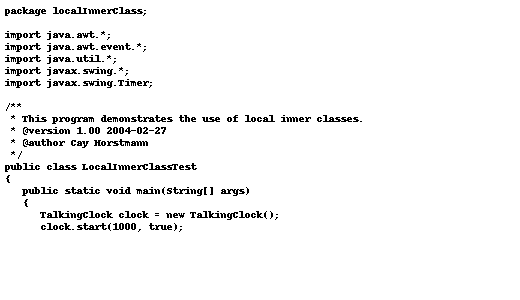 package localInnerClass;

import java.awt.*;
import java.awt.event.*;
import java.util.*;
import javax.swing.*;
import javax.swing.Timer;

/**
 * This program demonstrates the use of local inner classes.
 * @version 1.00 2004-02-27
 * @author Cay Horstmann
 */
public class LocalInnerClassTest
{
   public static void main(String[] args)
   {
      TalkingClock clock = new TalkingClock();
      clock.start(1000, true);